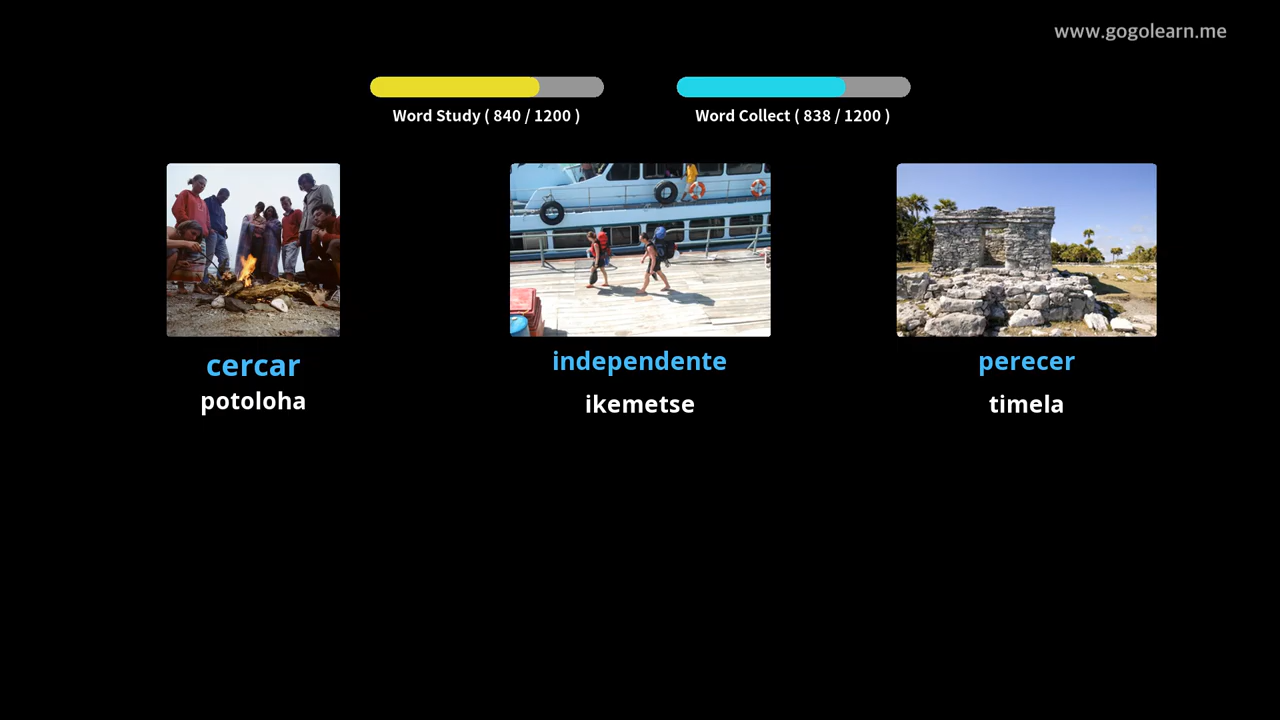 www.gogolearn.me
Word Study ( 840 / 1200 )
Word Collect ( 838 / 1200 )
cercar
potoloha
independente
ikemetse
perecer
timela